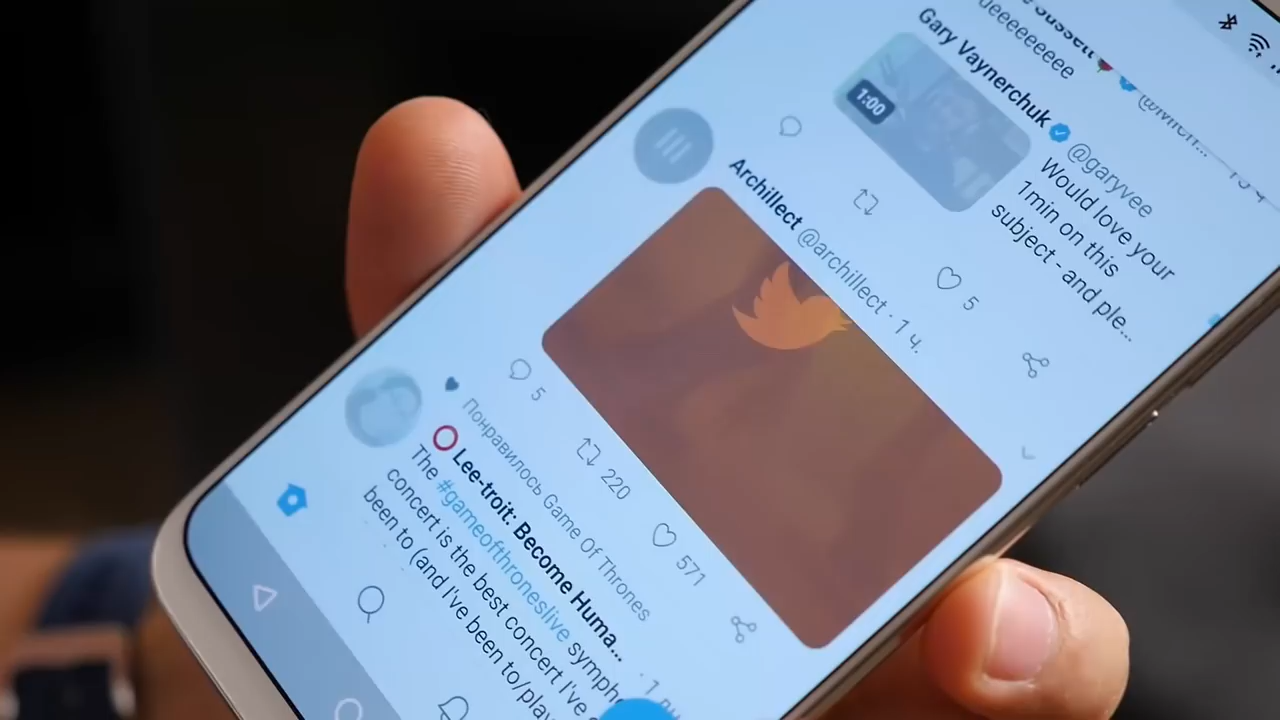 Gary Vaynerchuk @garyvee
1:00
Would love your
1min on this
subject - and ple...
5
Archillect @archillect · 1 ч.
5
220
571
Понравилось Game Of Thrones
Lee-troit: Become Huma...
The #gameofthroneslive symph
concert is the best concert I've e
been to (and I've been to/play